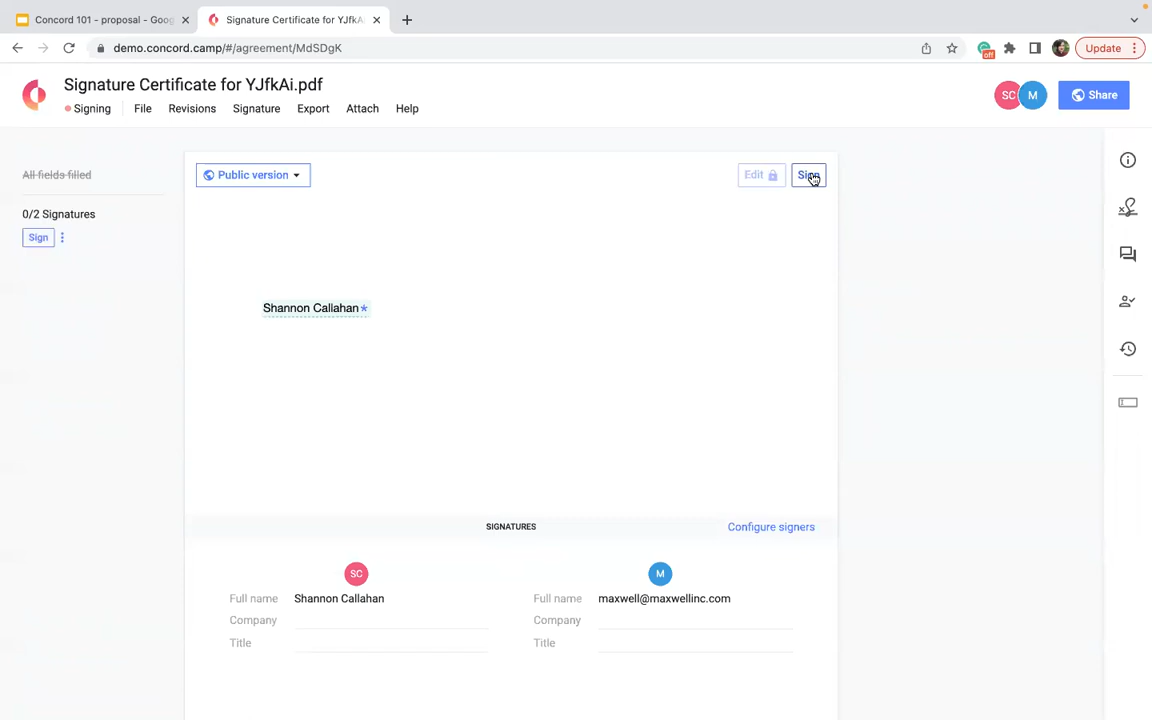 Concord 101 - proposal - Goog
Signature Certificate for YJfkA
demo.concord.camp/#/agreement/MdSDgK
off
Update
Signature Certificate for YJfkAi.pdf
Signing File Revisions Signature Export Attach Help
SC M Share
All fields filled
0/2 Signatures
Sign
Public version
Edit
Sign
Shannon Callahan*
SIGNATURES
Configure signers
SC
M
Full name Shannon Callahan
Company
Title
Full name maxwell@maxwellinc.com
Company
Title